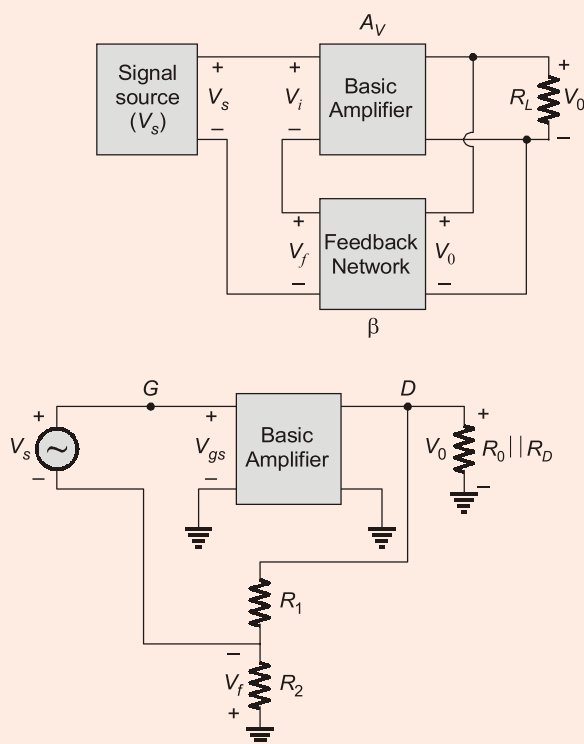 A_V
Signal source (V_s)
+
V_s
−
+
V_i
−
Basic Amplifier
R_L
+
V_0
−
+
V_f
−
Feedback Network
+
V_0
−
β
G
D
+
V_s
−
~
+
V_gs
−
Basic Amplifier
+
V_0
R_0||R_D
−
R_1
−
V_f
R_2
+